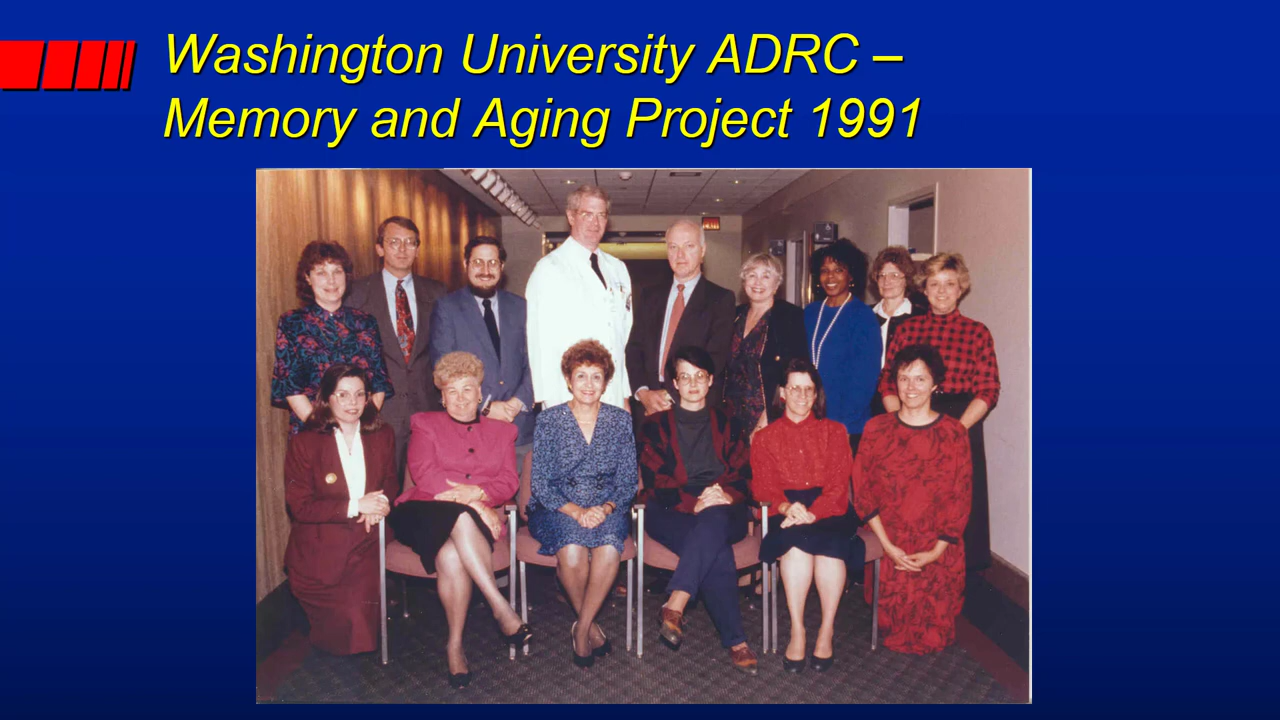 Washington University ADRC –
Memory and Aging Project 1991